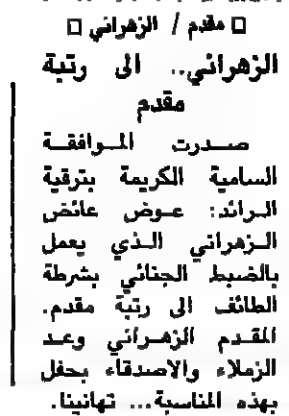 □ مقدم / الزهراني □
الزهراني.. الى رتبة
مقدم
صدرت الموافقة
السامية الكريمة بترقية
الرائد: عوض عائض
الزهراني الذي يعمل
بالضبط الجنائي بشرطة
الطائف الى رتبة مقدم.
المقدم الزهراني وعد
الزملاء والاصدقاء بحفل
بهذه المناسبة... تهانينا.